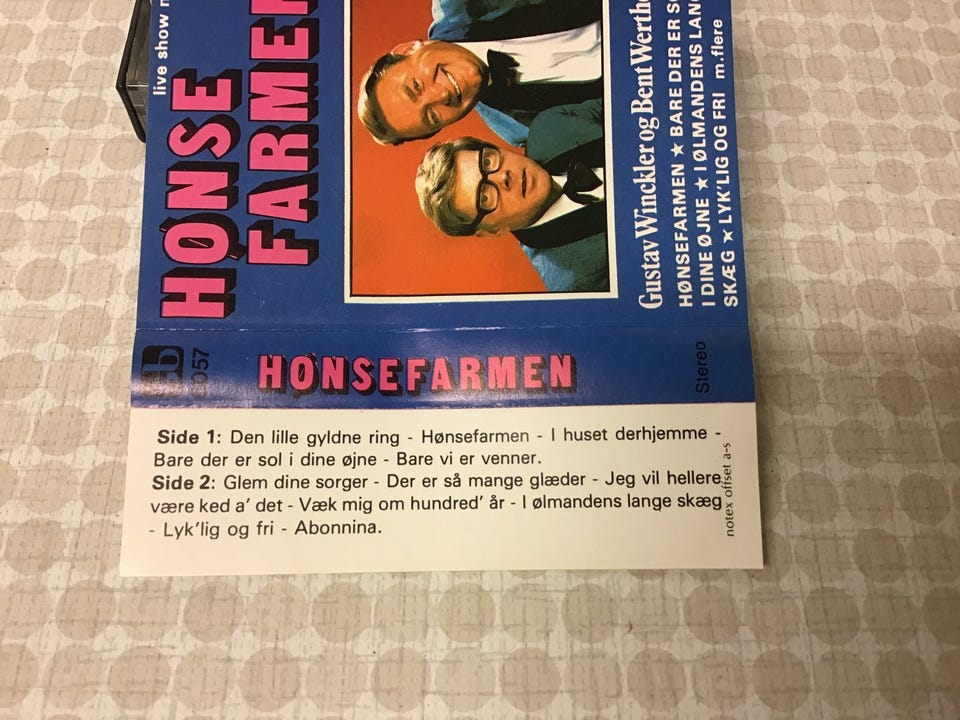 live show
HØNSE
FARMEN
Gustav Winckler og Bent Werthe
HØNSEFARMEN ★ BARE DER ER
I DINE ØJNE ★ I ØLMANDENS LANG
SKÆG ★ LYK'LIG OG FRI m.flere
HØNSEFARMEN
Stereo
Side 1: Den lille gyldne ring - Hønsefarmen - I huset derhjemme -
Bare der er sol i dine øjne - Bare vi er venner.
Side 2: Glem dine sorger - Der er så mange glæder - Jeg vil hellere
være ked a' det - Væk mig om hundred' år - I ølmandens lange skæg
- Lyk'lig og fri - Abonnina.
notex offset a-s